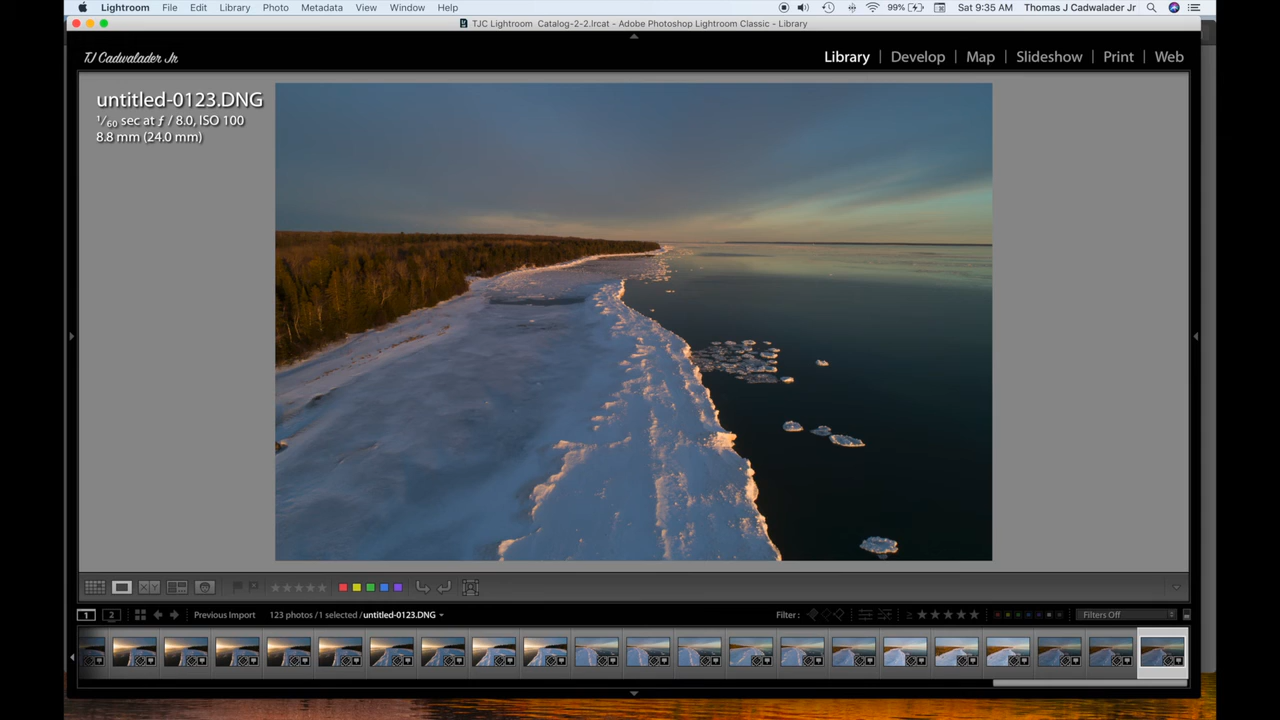 Lightroom File Edit Library Photo Metadata View Window Help 99% Sat 9:35 AM Thomas J Cadwalader Jr
TJC Lightroom Catalog-2-2.lrcat - Adobe Photoshop Lightroom Classic - Library
TJ Cadwalader Jr
Library | Develop | Map | Slideshow | Print | Web
untitled-0123.DNG
1/60 sec at ƒ / 8.0, ISO 100
8.8 mm (24.0 mm)
X Y
1 2 Previous Import 123 photos / 1 selected / untitled-0123.DNG Filter : ≥ Filters Off